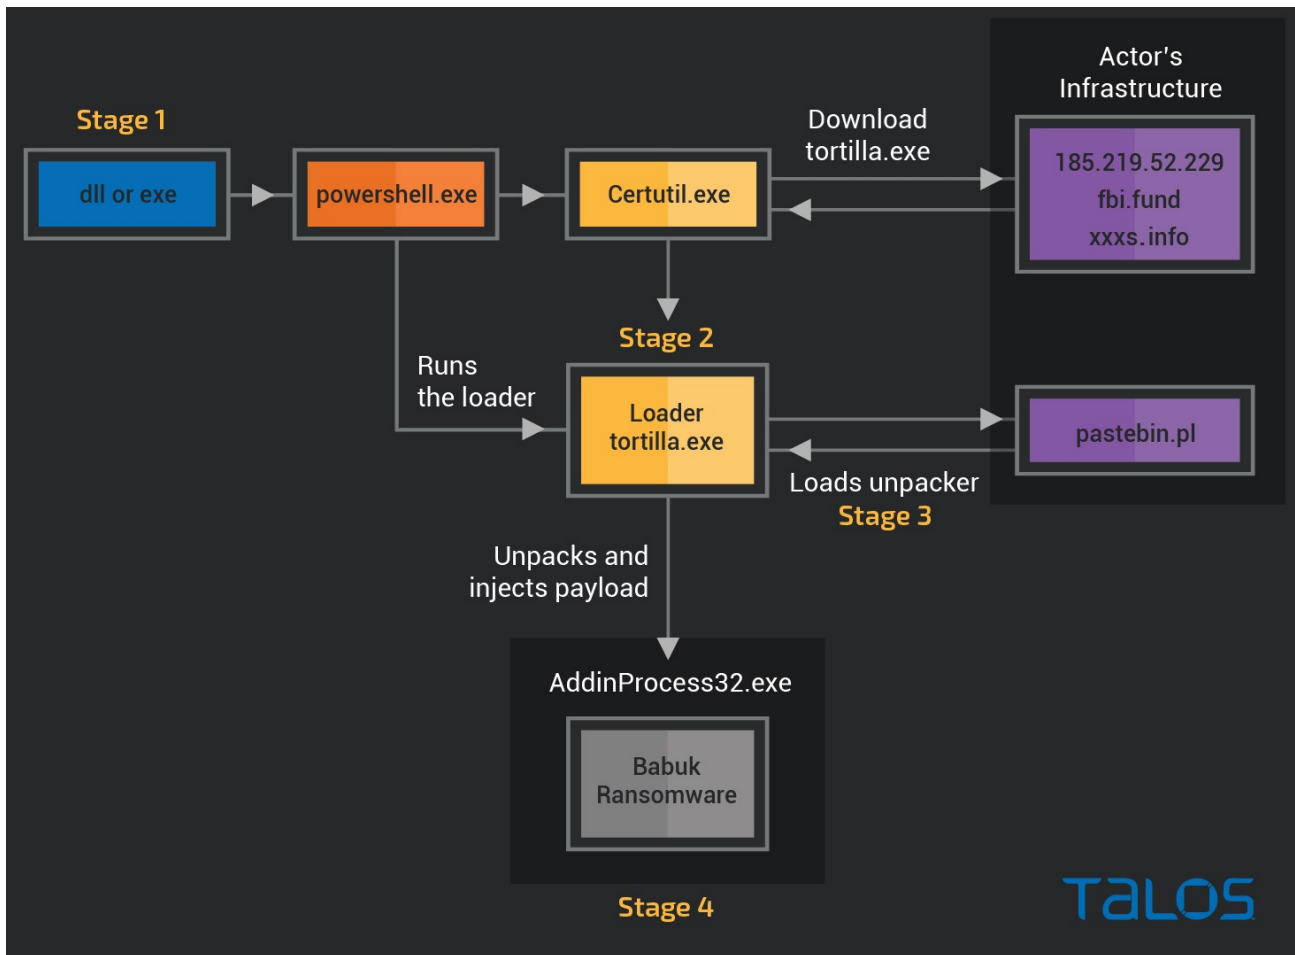 Actor's
Infrastructure
Stage 1
dll or exe
powershell.exe
Certutil.exe
Download
tortilla.exe
185.219.52.229
fbi.fund
xxxs.info
Stage 2
Runs
the loader
Loader
tortilla.exe
pastebin.pl
Loads unpacker
Stage 3
Unpacks and
injects payload
AddinProcess32.exe
Babuk
Ransomware
Stage 4
TALOS